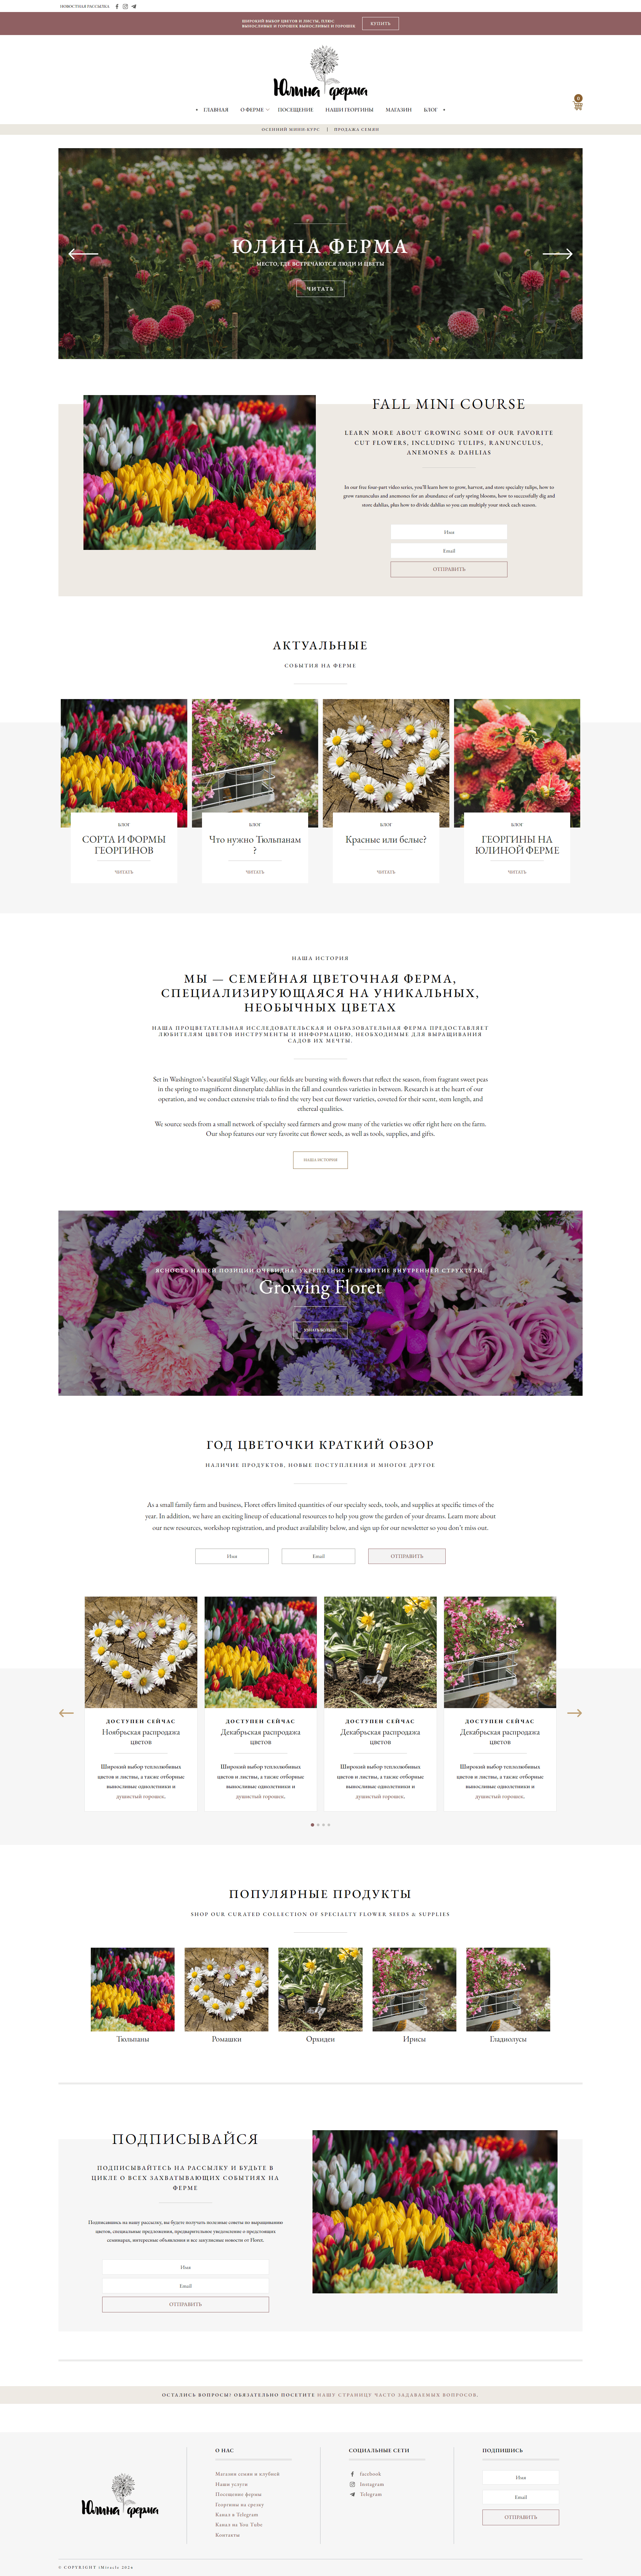 НОВОСТНАЯ РАССЫЛКА
ШИРОКИЙ ВЫБОР ЦВЕТОВ И ЛИСТЫ, ПЛЮС
ВЫНОСЛИВЫХ И ГОРОШЕК ВЫНОСЛИВЫХ И ГОРОШЕК
КУПИТЬ
Юлина ферма
0
ГЛАВНАЯ О ФЕРМЕ ПОСЕЩЕНИЕ НАШИ ГЕОРГИНЫ МАГАЗИН БЛОГ
ОСЕННИЙ МИНИ КУРС | ПРОДАЖА СЕМЯН
ЮЛИНА ФЕРМА
МЕСТО, ГДЕ ВСТРЕЧАЮТСЯ ЛЮДИ И ЦВЕТЫ
ЧИТАТЬ
FALL MINI COURSE
LEARN MORE ABOUT GROWING SOME OF OUR FAVORITE
CUT FLOWERS, INCLUDING TULIPS, RANUNCULUS,
ANEMONES & DAHLIAS
In our free four-part video series, you'll learn how to grow, harvest, and store specialty tulips, how to
grow ranunculus and anemones for an abundance of early spring blooms, how to successfully dig and
store dahlias, plus how to divide dahlias so you can multiply your stock each season.
Имя
Email
ОТПРАВИТЬ
АКТУАЛЬНЫЕ
СОБЫТИЯ НА ФЕРМЕ
БЛОГ
СОРТА И ФОРМЫ
ГЕОРГИНОВ
ЧИТАТЬ
БЛОГ
Что нужно Тюльпанам
?
ЧИТАТЬ
БЛОГ
Красные или белые?
ЧИТАТЬ
БЛОГ
ГЕОРГИНЫ НА
ЮЛИНОЙ ФЕРМЕ
ЧИТАТЬ
НАША ИСТОРИЯ
МЫ — СЕМЕЙНАЯ ЦВЕТОЧНАЯ ФЕРМА,
СПЕЦИАЛИЗИРУЮЩАЯСЯ НА УНИКАЛЬНЫХ,
НЕОБЫЧНЫХ ЦВЕТАХ
НАША ПРОЦВЕТАТЕЛЬНАЯ ИССЛЕДОВАТЕЛЬСКАЯ И ОБРАЗОВАТЕЛЬНАЯ ФЕРМА ПРЕДОСТАВЛЯЕТ
ЛЮБИТЕЛЯМ ЦВЕТОВ ИНСТРУМЕНТЫ И ИНФОРМАЦИЮ, НЕОБХОДИМЫЕ ДЛЯ ВЫРАЩИВАНИЯ
САДОВ ИХ МЕЧТЫ.
Set in Washington's beautiful Skagit Valley, our fields are bursting with flowers that reflect the season, from fragrant sweet peas
in the spring to magnificent dinnerplate dahlias in the fall and countless varieties in between. Research is at the heart of our
operation, and we conduct extensive trials to find the very best cut flower varieties, coveted for their scent, stem length, and
ethereal qualities.
We source seeds from a small network of specialty seed farmers and grow many of the varieties we offer right here on the farm.
Our shop features our very favorite cut flower seeds, as well as tools, supplies, and gifts.
НАША ИСТОРИЯ
ЯСНОСТЬ НАШЕЙ ПОЗИЦИИ ОЧЕВИДНА: УКРЕПЛЕНИЕ И РАЗВИТИЕ ВНУТРЕННЕЙ СТРУКТУРЫ
Growing Floret
ГОД ЦВЕТОЧКИ КРАТКИЙ ОБЗОР
НАЛИЧИЕ ПРОДУКТОВ, НОВЫЕ ПОСТУПЛЕНИЯ И МНОГОЕ ДРУГОЕ
As a small family farm and business, Floret offers limited quantities of our specialty seeds, tools, and supplies at specific times of the
year. In addition, we have an exciting lineup of educational resources to help you grow the garden of your dreams. Learn more about
our new resources, workshop registration, and product availability below, and sign up for our newsletter so you don't miss out.
Имя
Email
ОТПРАВИТЬ
ДОСТУПЕН СЕЙЧАС
Ноябрьская распродажа
цветов
Широкий выбор теплолюбивых
цветов и листвы, а также отборные
выносливые однолетники и
душистый горошек.
ДОСТУПЕН СЕЙЧАС
Декабрьская распродажа
цветов
Широкий выбор теплолюбивых
цветов и листвы, а также отборные
выносливые однолетники и
душистый горошек.
ДОСТУПЕН СЕЙЧАС
Декабрьская распродажа
цветов
Широкий выбор теплолюбивых
цветов и листвы, а также отборные
выносливые однолетники и
душистый горошек.
ДОСТУПЕН СЕЙЧАС
Декабрьская распродажа
цветов
Широкий выбор теплолюбивых
цветов и листвы, а также отборные
выносливые однолетники и
душистый горошек.
ПОПУЛЯРНЫЕ ПРОДУКТЫ
SHOP OUR CURATED COLLECTION OF SPECIALTY FLOWER SEEDS & SUPPLIES
Тюльпаны
Ромашки
Орхидеи
Ирисы
Гладиолусы
ПОДПИСЫВАЙСЯ
ПОДПИСЫВАЙТЕСЬ НА РАССЫЛКУ И БУДЬТЕ В
ЦИКЛЕ О ВСЕХ ЗАХВАТЫВАЮЩИХ СОБЫТИЯХ НА
ФЕРМЕ
Подписавшись на нашу рассылку, вы будете получать полезные советы по выращиванию
цветов, специальные предложения, предварительное уведомление о предстоящих
семинарах, интересные объявления и все закулисные новости от Floret.
Имя
Email
ОТПРАВИТЬ
ОСТАЛИСЬ ВОПРОСЫ? ОБЯЗАТЕЛЬНО ПОСЕТИТЕ НАШУ СТРАНИЦУ ЧАСТО ЗАДАВАЕМЫХ ВОПРОСОВ.
Юлина ферма
О НАС
Магазин семян и клубней
Наши услуги
Посещение фермы
Георгины на срезку
Канал в Telegram
Канал на You Tube
Контакты
СОЦИАЛЬНЫЕ СЕТИ
facebook
Instagram
Telegram
ПОДПИШИСЬ
Имя
Email
ОТПРАВИТЬ
© COPYRIGHT iMiracle 2024